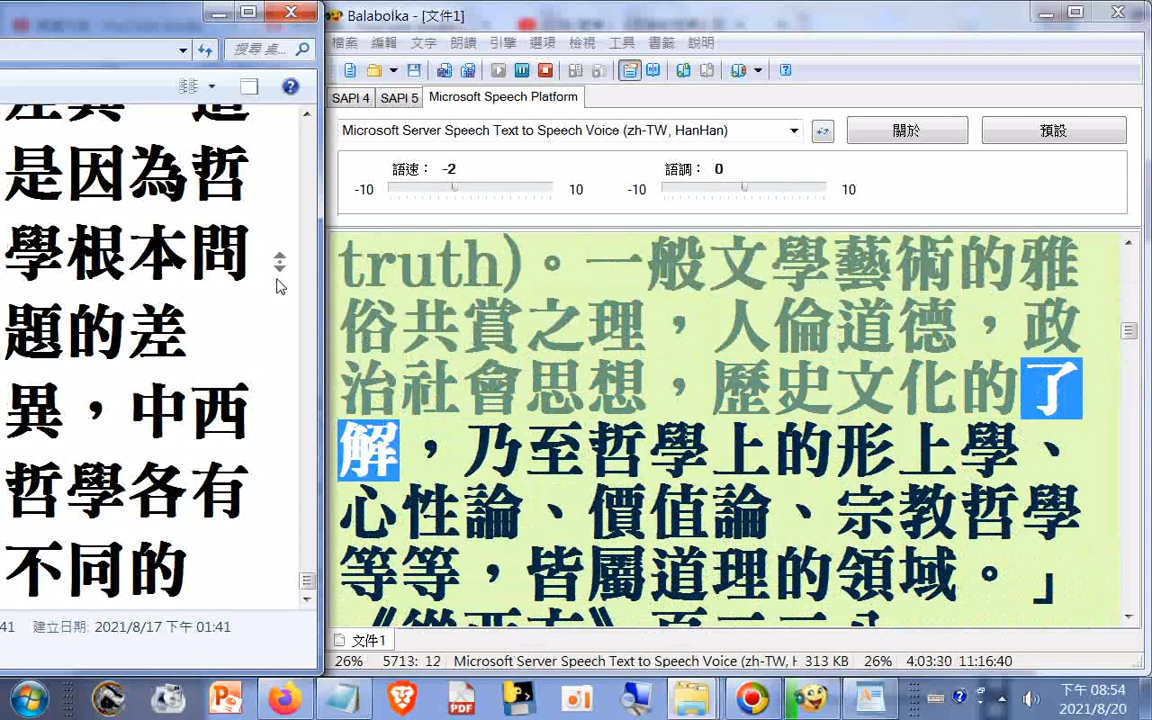 搜尋 桌...
差異 這
是因為哲
學根本問
題的差
異，中西
哲學各有
不同的
41 建立日期: 2021/8/17 下午 01:41
Balabolka - [文件1]
檔案 編輯 文字 朗讀 引擎 選項 檢視 工具 書籤 說明
SAPI 4 SAPI 5 Microsoft Speech Platform
Microsoft Server Speech Text to Speech Voice (zh-TW, HanHan) 關於 預設
語速： -2 語調： 0
-10 10 -10 10
truth)。一般文學藝術的雅
俗共賞之理，人倫道德，政
治社會思想，歷史文化的了
解，乃至哲學上的形上學、
心性論、價值論、宗教哲學
等等，皆屬道理的領域。」
文件1
26% 5713: 12 Microsoft Server Speech Text to Speech Voice (zh-TW, H 313 KB 26% 4:03:30 11:16:40
PDF
下午 08:54
2021/8/20